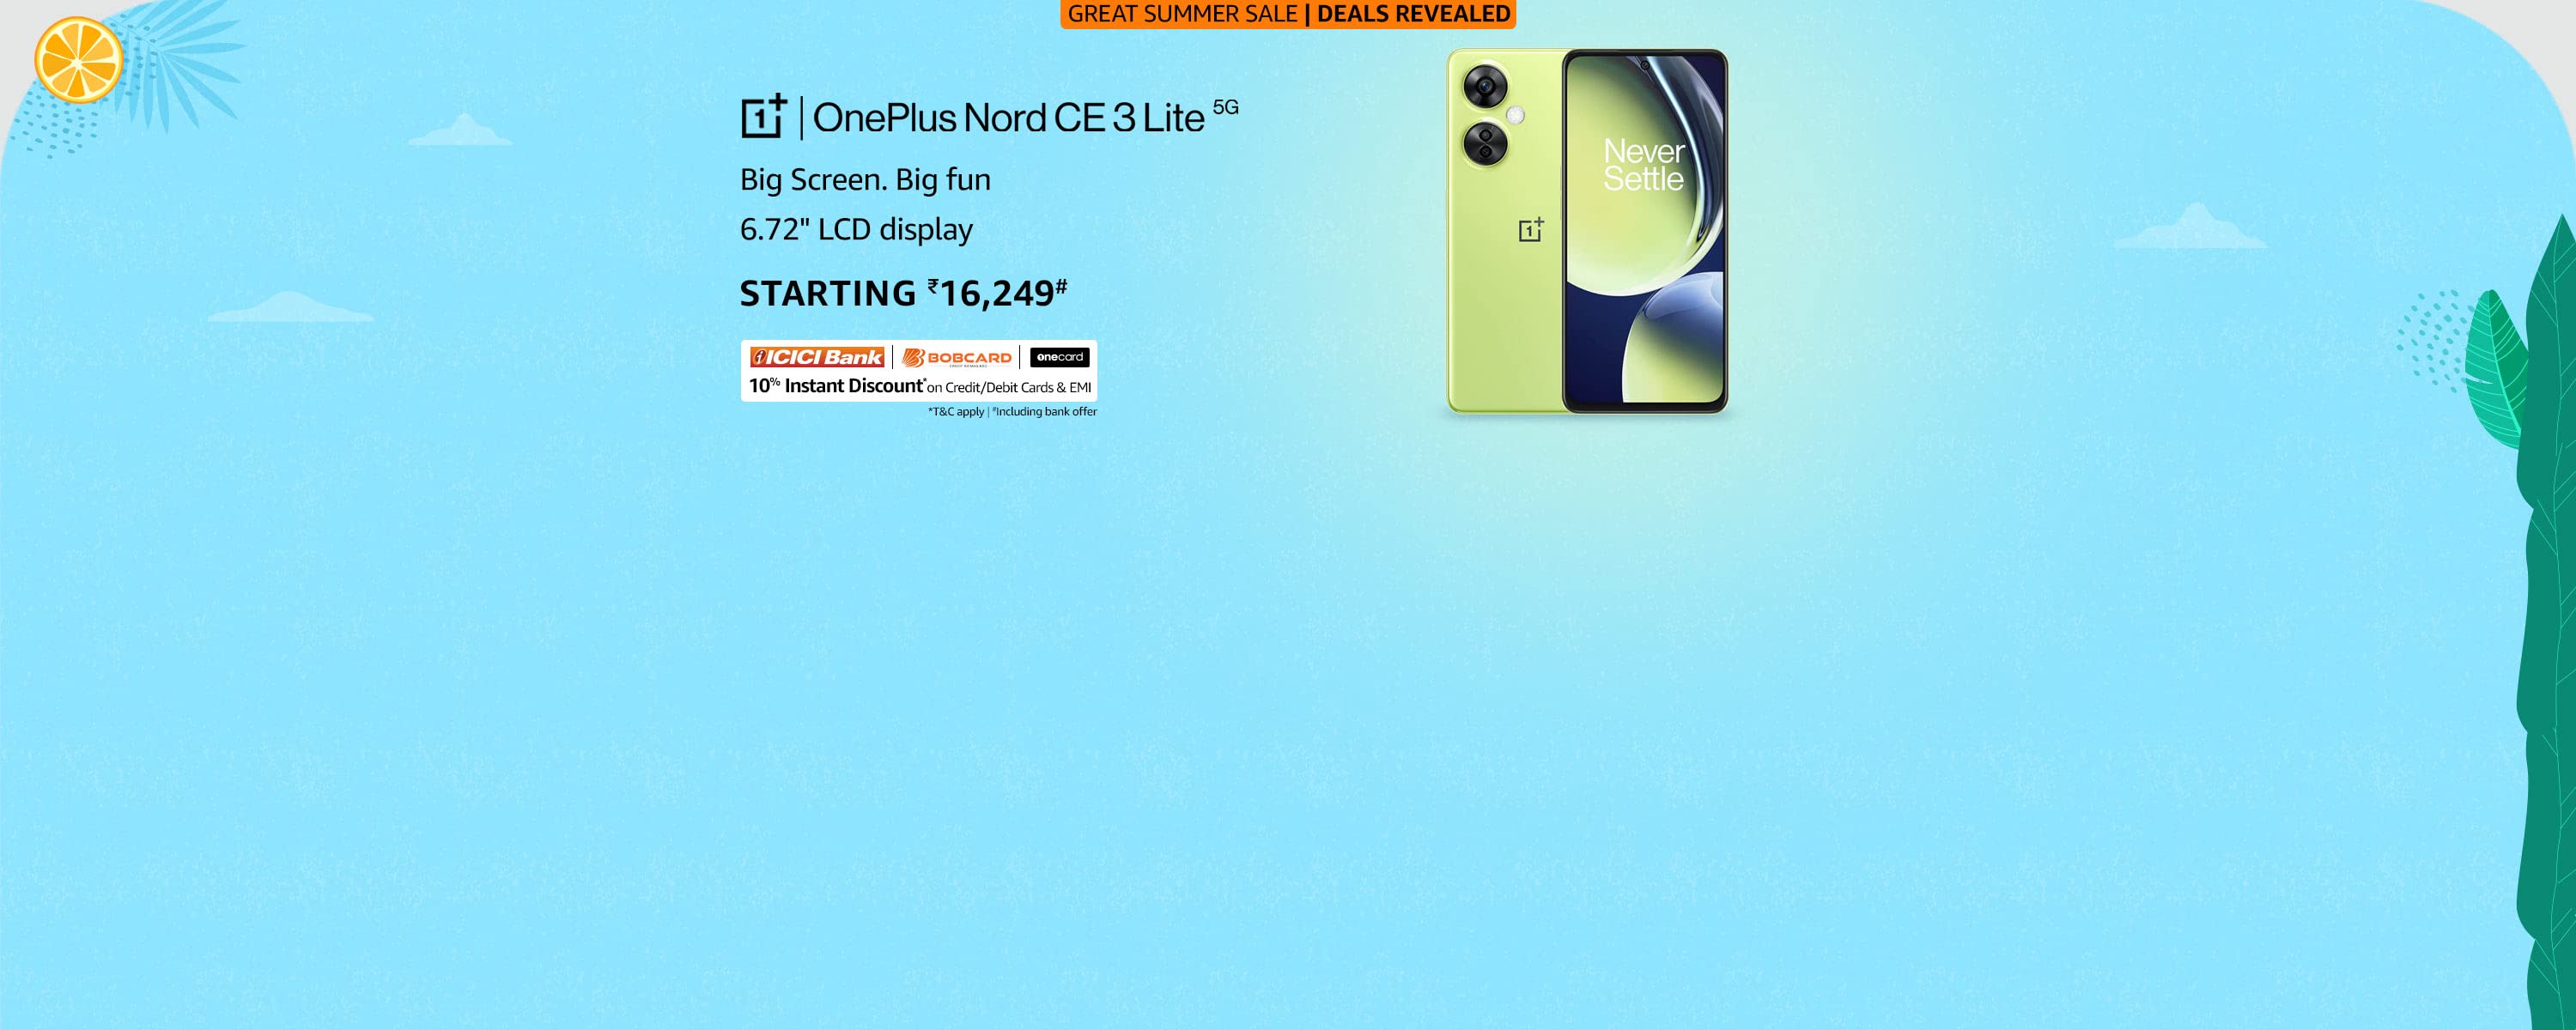 GREAT SUMMER SALE | DEALS REVEALED
1+ | OnePlus Nord CE 3 Lite 5G
Big Screen. Big fun
6.72" LCD display
STARTING ₹16,249#
ICICI Bank | BOBCARD | onecard
10% Instant Discount* on Credit/Debit Cards & EMI
*T&C apply | #Including bank offer
Never
Settle
1+